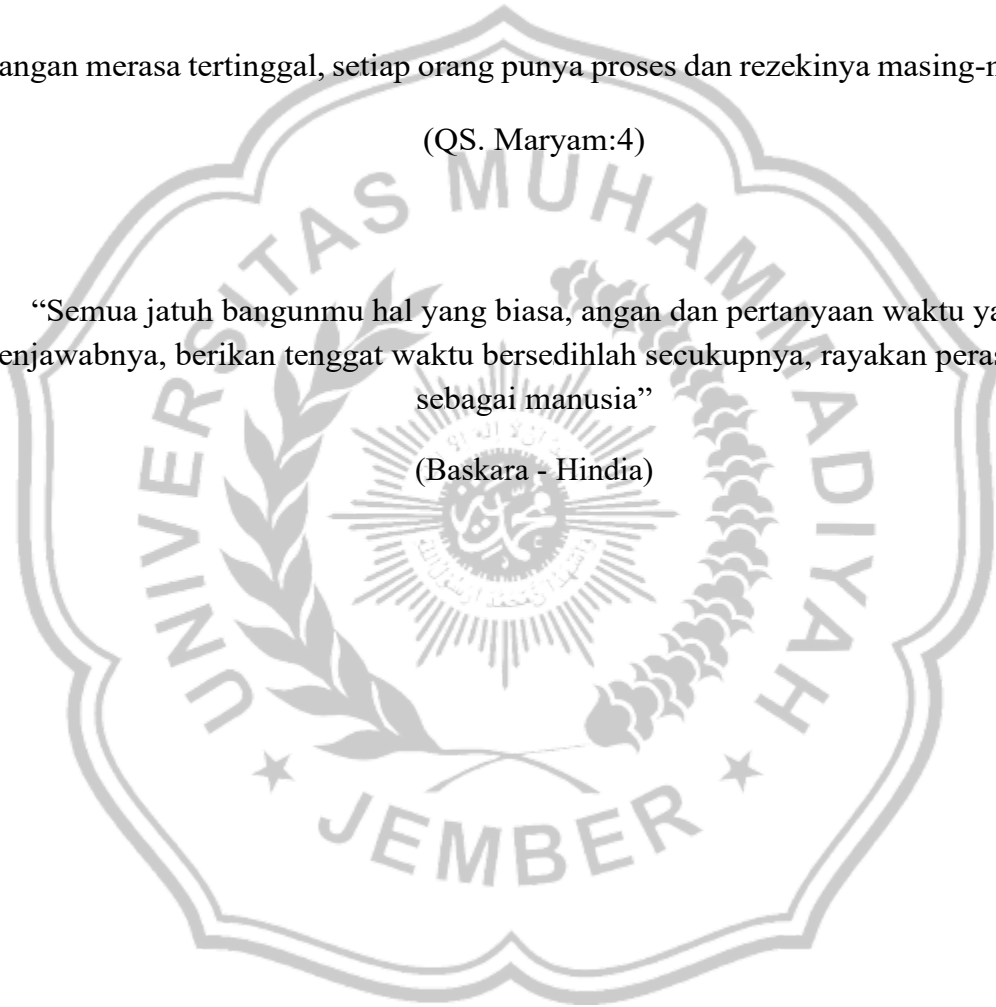 angan merasa tertinggal, setiap orang punya proses dan rezekinya masing-m
(QS. Maryam:4)
“Semua jatuh bangunmu hal yang biasa, angan dan pertanyaan waktu ya
enjawabnya, berikan tenggat waktu bersedihlah secukupnya, rayakan peras
sebagai manusia”
(Baskara - Hindia)
UNIVERSITAS MUHAMMADIYAH
JEMBER